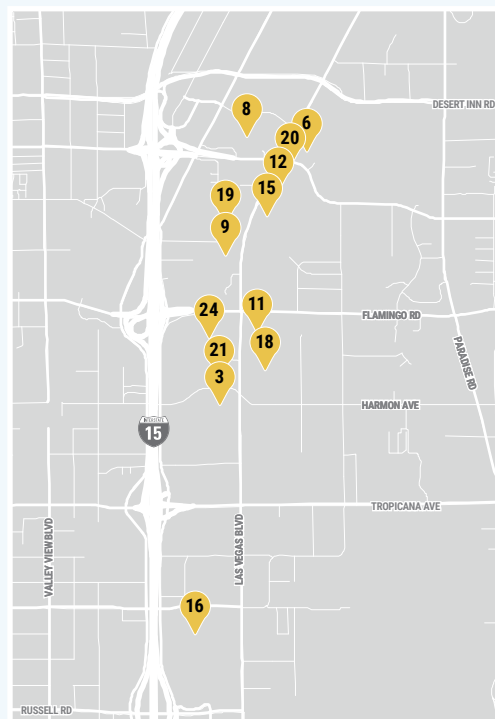 DESERT INN RD
8
6
20
12
15
19
9
11
24
FLAMINGO RD
18
21
PARADISE RD
3
HARMON AVE
INTERSTATE
15
TROPICANA AVE
VALLEY VIEW BLVD
LAS VEGAS BLVD
16
RUSSELL RD